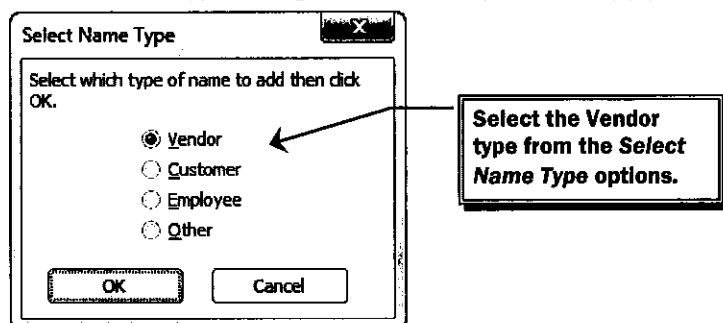 Select Name Type
X
Select which type of name to add then click
OK.
Vendor
Customer
Employee
Other
OK
Cancel
Select the Vendor
type from the Select
Name Type options.